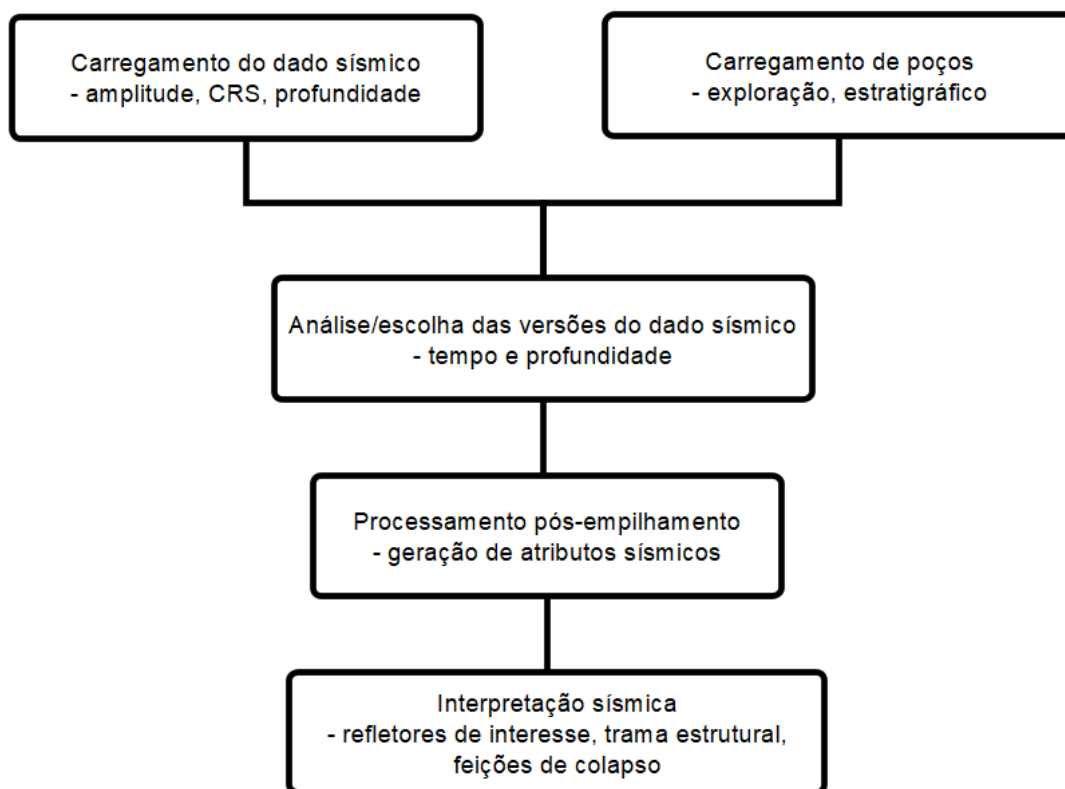 Carregamento do dado sísmico
- amplitude, CRS, profundidade
Carregamento de poços
- exploração, estratigráfico
Análise/escolha das versões do dado sísmico
- tempo e profundidade
Processamento pós-empilhamento
- geração de atributos sísmicos
Interpretação sísmica
- refletores de interesse, trama estrutural,
feições de colapso